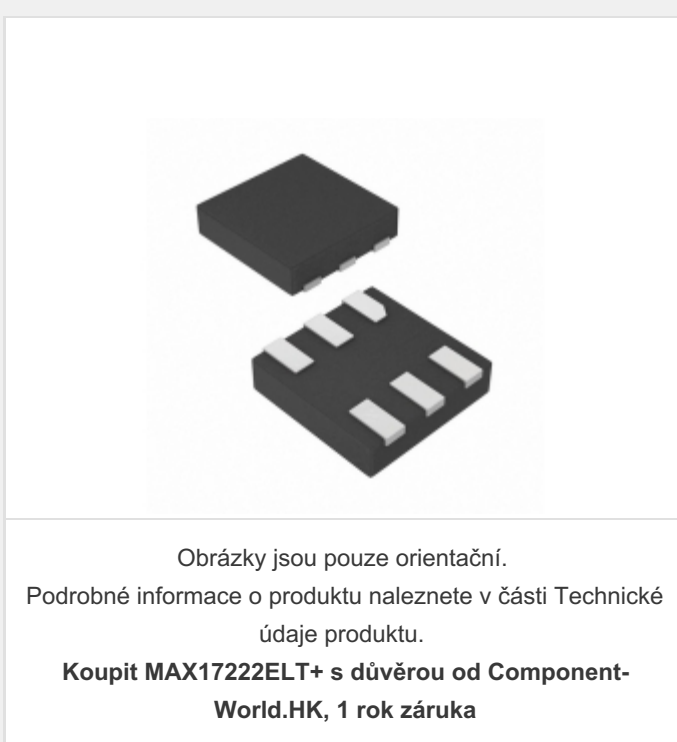 Obrázky jsou pouze orientační.
Podrobné informace o produktu naleznete v části Technické
údaje produktu.
Koupit MAX17222ELT+ s důvěrou od Component-
World.HK, 1 rok záruka